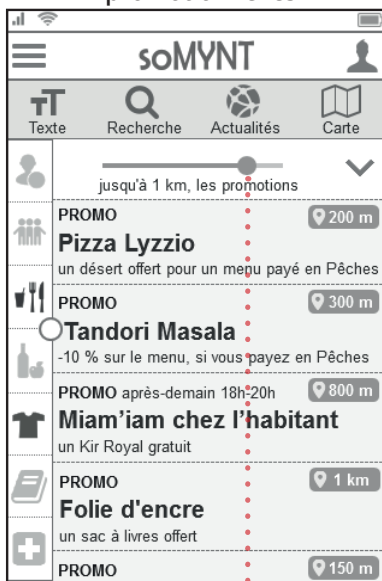 soMYNT
Texte Recherche Actualités Carte
jusqu'à 1 km, les promotions
PROMO 200 m
Pizza Lyzzio
un désert offert pour un menu payé en Pêches
PROMO 300 m
Tandori Masala
-10 % sur le menu, si vous payez en Pêches
PROMO après-demain 18h-20h 800 m
Miam'iam chez l'habitant
un Kir Royal gratuit
PROMO 1 km
Folie d'encre
un sac à livres offert
PROMO 150 m